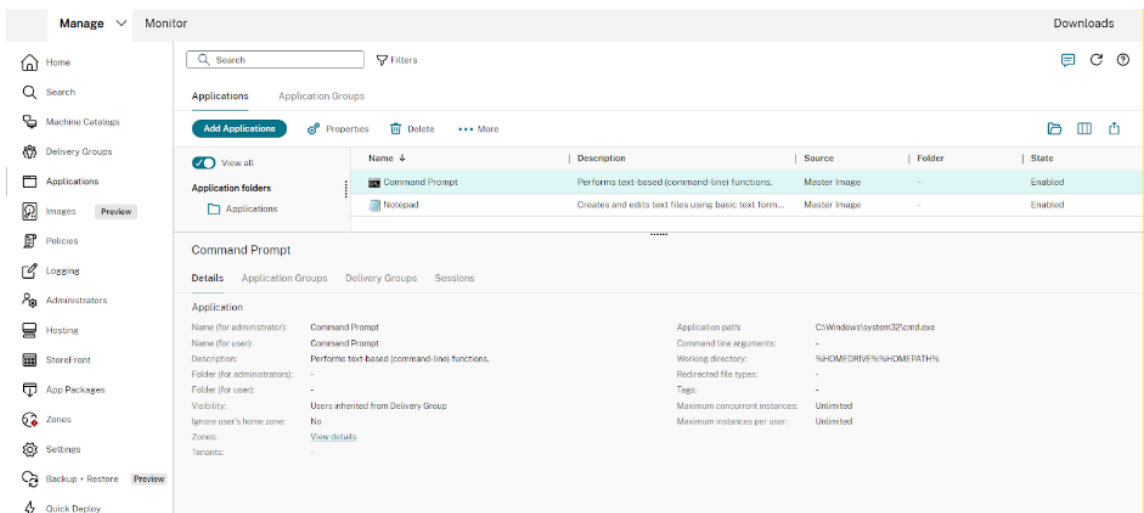 Manage Monitor Downloads
Home
Search
Machine Catalogs
Delivery Groups
Applications
Images Preview
Policies
Logging
Administrators
Hosting
StoreFront
App Packages
Zones
Settings
Backup + Restore Preview
Quick Deploy
Search Filters
Applications Application Groups
Add Applications Properties Delete More
View all
Application folders
Applications
Name Description Source Folder State
Command Prompt Performs text-based (command-line) functions. Master Image - Enabled
Notepad Creates and edits text files using basic text form... Master Image - Enabled
Command Prompt
Details Application Groups Delivery Groups Sessions
Application
Name (for administrator): Command Prompt
Name (for user): Command Prompt
Description: Performs text-based (command-line) functions.
Folder (for administrators): -
Folder (for user): -
Visibility: Users inherited from Delivery Group
Ignore user's home zone: No
Zones: View details
Tenants: -
Application path: C:\Windows\system32\cmd.exe
Command line arguments: -
Working directory: %HOMEDRIVE%%HOMEPATH%
Redirected file types: -
Tags: -
Maximum concurrent instances: Unlimited
Maximum instances per user: Unlimited